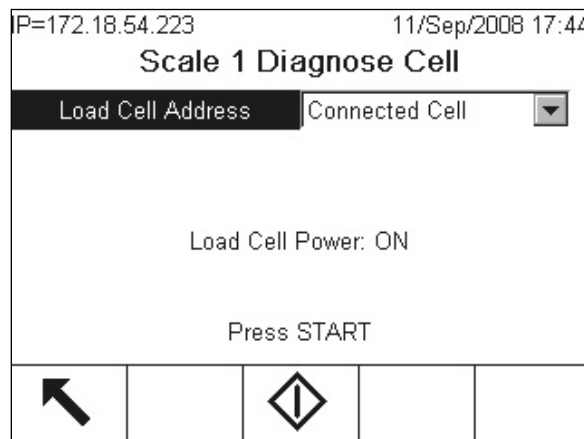 IP=172.18.54.223 11/Sep/2008 17:44
Scale 1 Diagnose Cell
Load Cell Address Connected Cell
Load Cell Power: ON
Press START